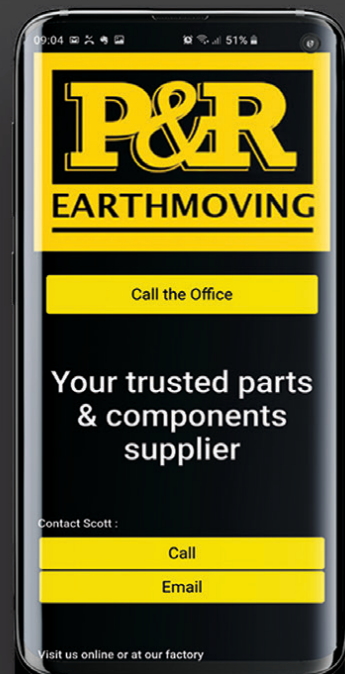 09:04
51%
P&R
EARTHMOVING
Call the Office
Your trusted parts
& components
supplier
Contact Scott :
Call
Email
Visit us online or at our factory